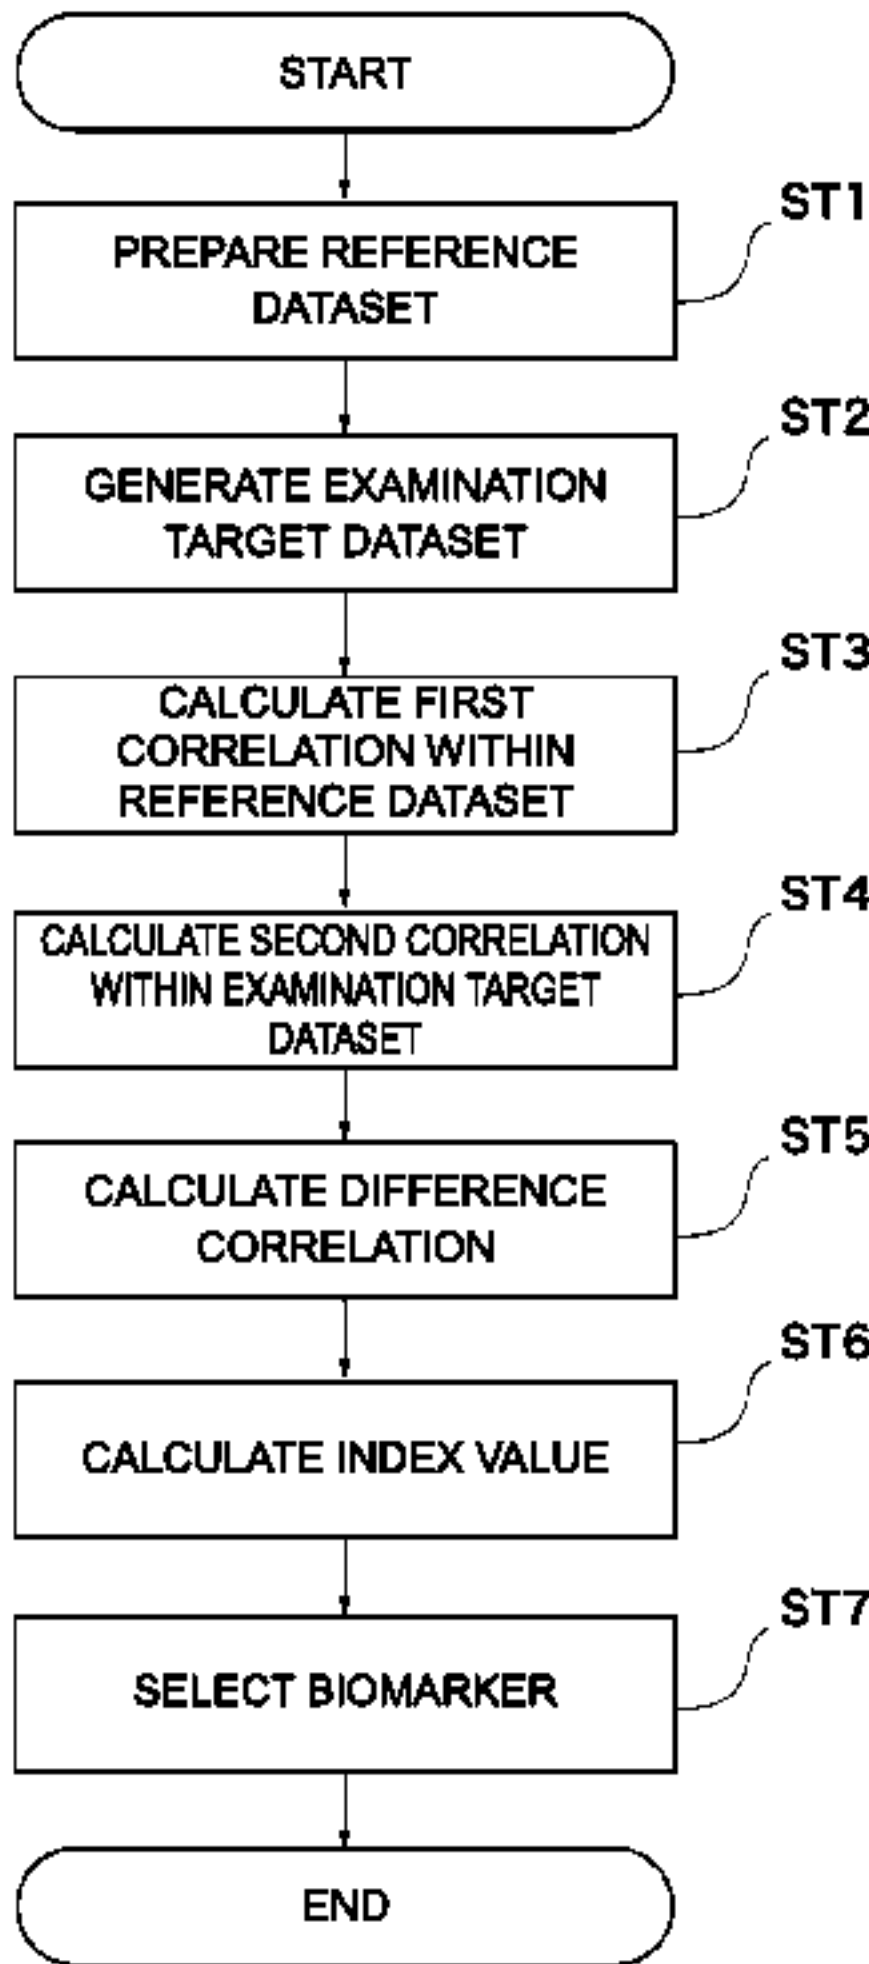 START
ST1
PREPARE REFERENCE
DATASET
ST2
GENERATE EXAMINATION
TARGET DATASET
ST3
CALCULATE FIRST
CORRELATION WITHIN
REFERENCE DATASET
ST4
CALCULATE SECOND CORRELATION
WITHIN EXAMINATION TARGET
DATASET
ST5
CALCULATE DIFFERENCE
CORRELATION
ST6
CALCULATE INDEX VALUE
ST7
SELECT BIOMARKER
END